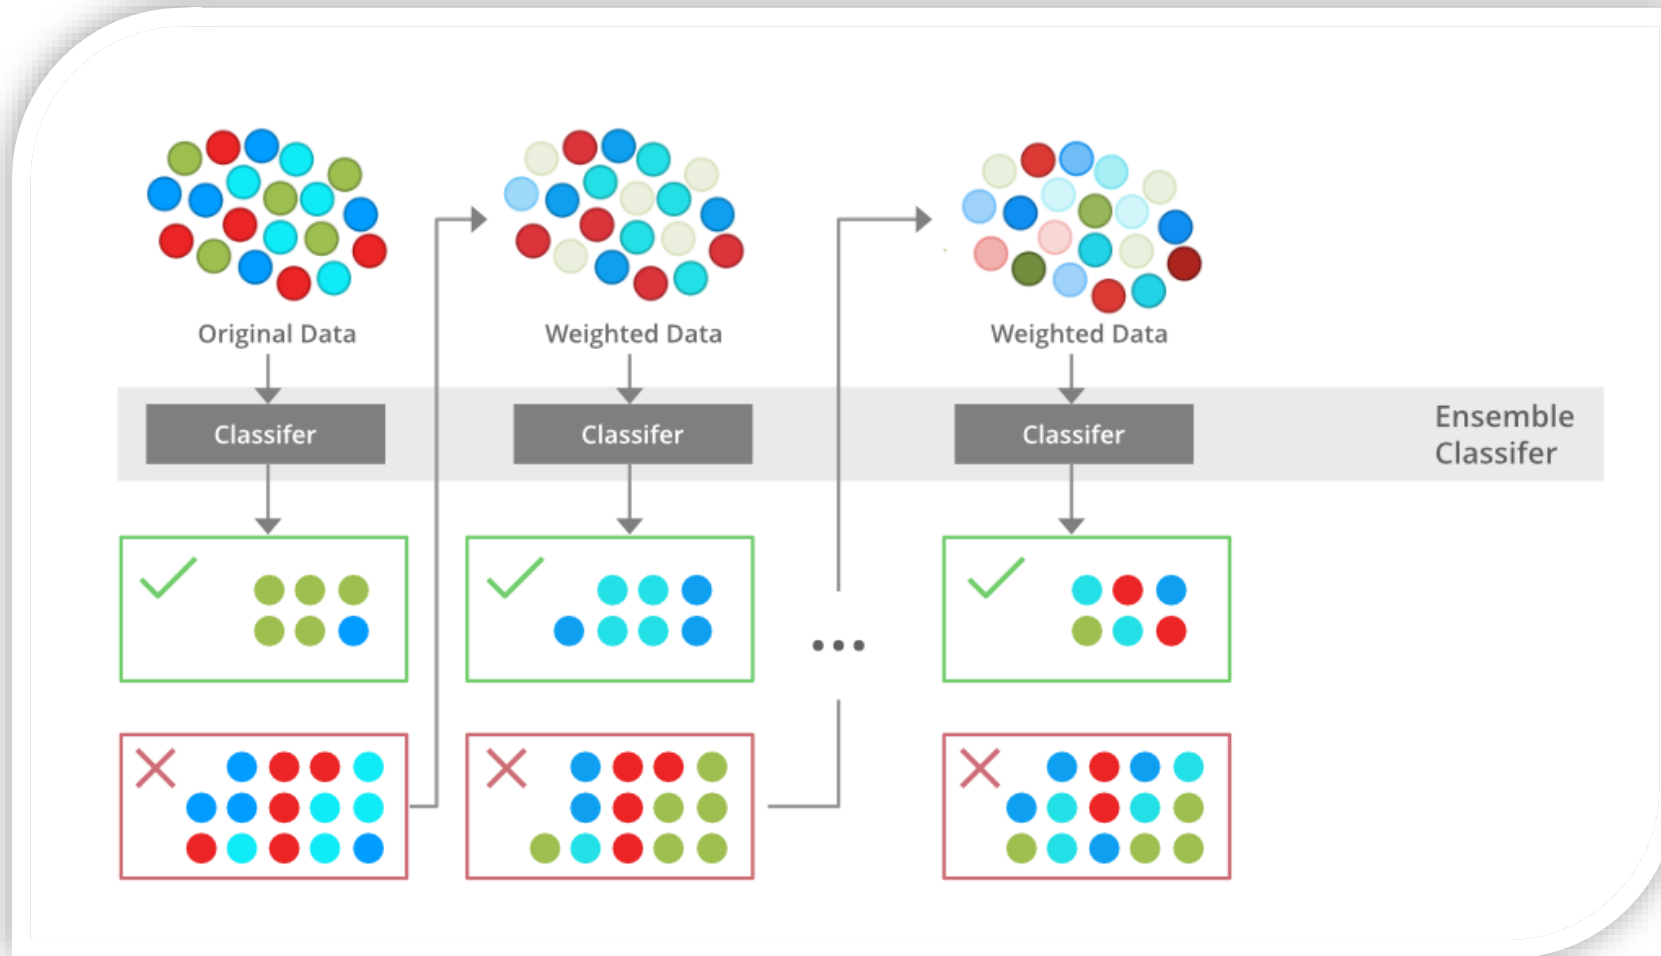 Original Data
Weighted Data
Weighted Data
Classifer
Classifer
Classifer
Ensemble
Classifer
...